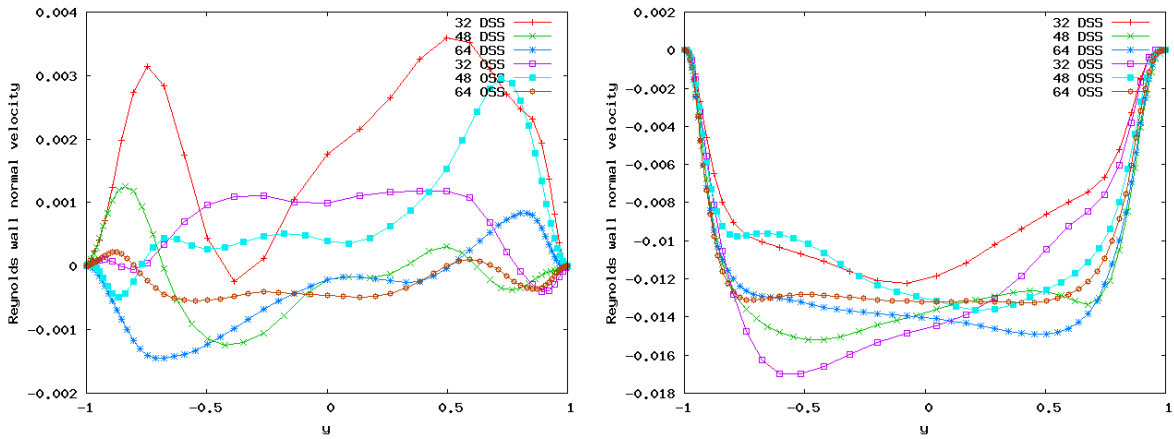 0.004
0.003
0.002
0.001
0
-0.001
-0.002
Reynolds wall normal velocity
32 DSS
48 DSS
64 DSS
32 OSS
48 OSS
64 OSS
-1
-0.5
0
0.5
1
y
0.002
0
-0.002
-0.004
-0.006
-0.008
-0.01
-0.012
-0.014
-0.016
-0.018
Reynolds wall normal velocity
32 DSS
48 DSS
64 DSS
32 OSS
48 OSS
64 OSS
-1
-0.5
0
0.5
1
y